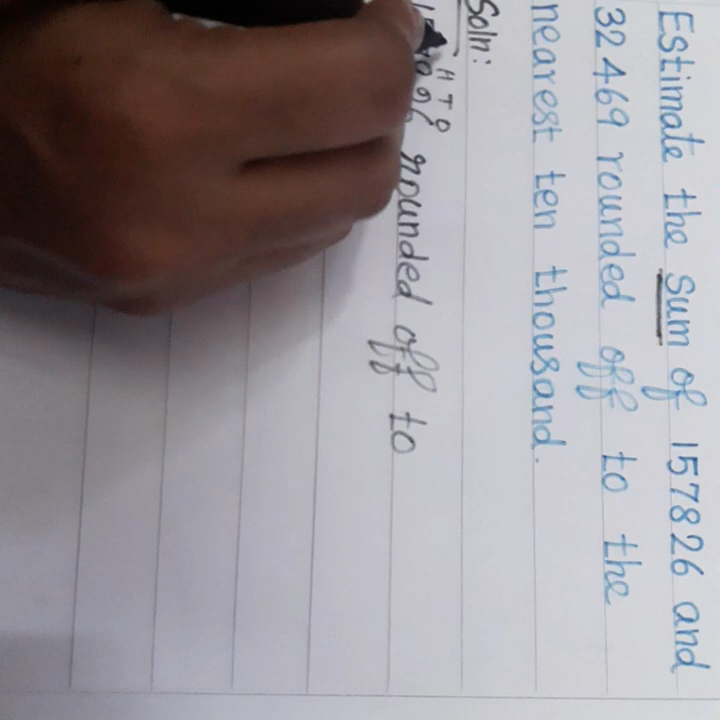 Estimate the sum of 157826 and
32469 rounded off to the
nearest ten thousand.
Soln:
H T O
rounded off to